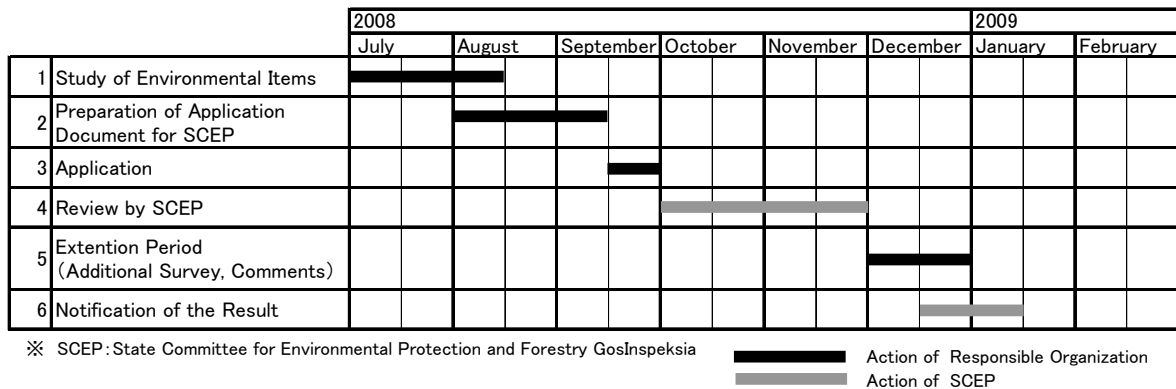 2008 2009
July August September October November December January February
1 Study of Environmental Items
2 Preparation of Application
Document for SCEP
3 Application
4 Review by SCEP
5 Extention Period
（Additional Survey, Comments）
6 Notification of the Result
※ SCEP：State Committee for Environmental Protection and Forestry GosInspeksia
Action of Responsible Organization
Action of SCEP